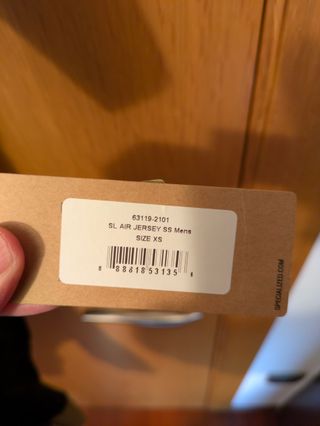 63119-2101
SL AIR JERSEY SS Mens
SIZE XS
SPECIALIZED.COM